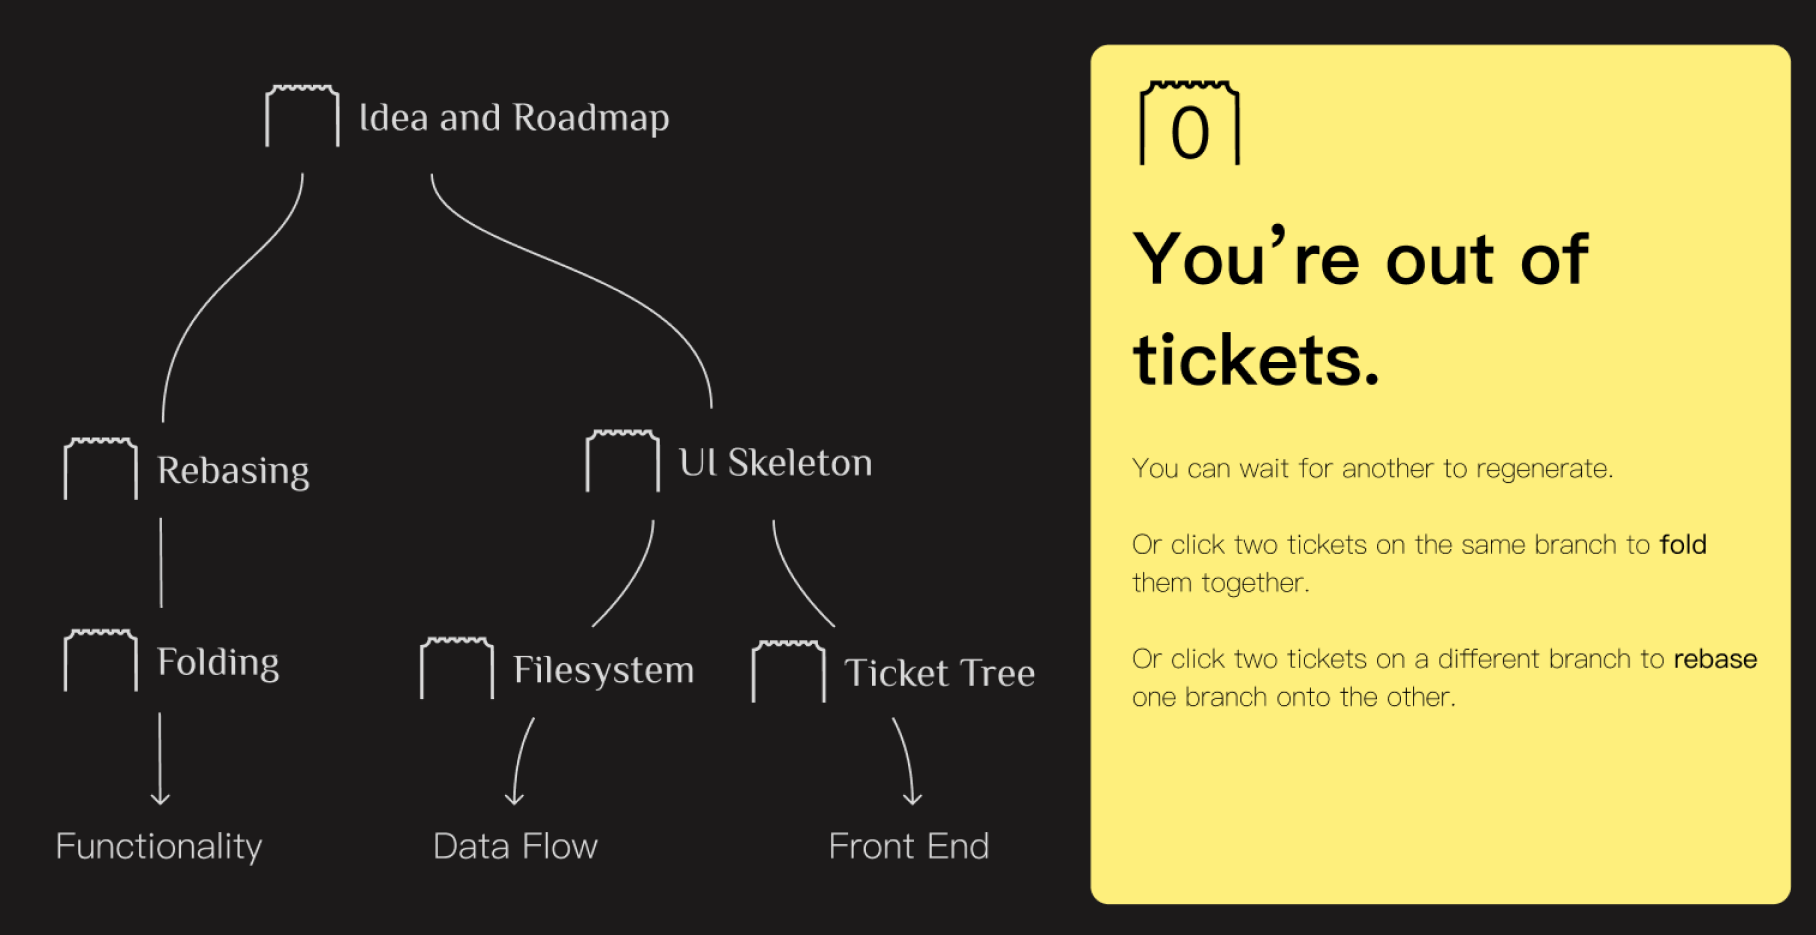 Idea and Roadmap
Rebasing
UI Skeleton
Folding
Filesystem
Ticket Tree
Functionality
Data Flow
Front End
0
You’re out of
tickets.
You can wait for another to regenerate.
Or click two tickets on the same branch to fold
them together.
Or click two tickets on a different branch to rebase
one branch onto the other.